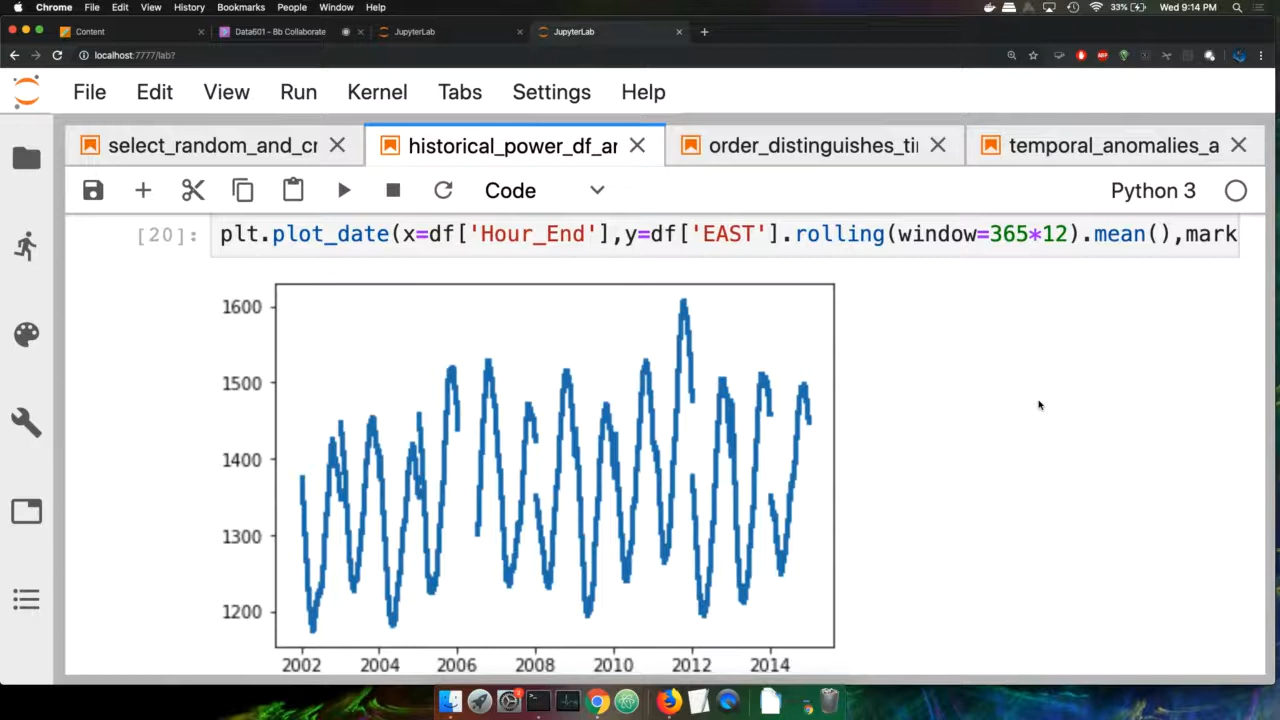 Chrome File Edit View History Bookmarks People Window Help 33% Wed 9:14 PM
Content Data601 - Bb Collaborate JupyterLab JupyterLab
localhost:7777/lab?
File Edit View Run Kernel Tabs Settings Help
select_random_and_cr historical_power_df_ar order_distinguishes_ti temporal_anomalies_a
Code Python 3
[20]: plt.plot_date(x=df['Hour_End'],y=df['EAST'].rolling(window=365*12).mean(),mark
1600
1500
1400
1300
1200
2002 2004 2006 2008 2010 2012 2014